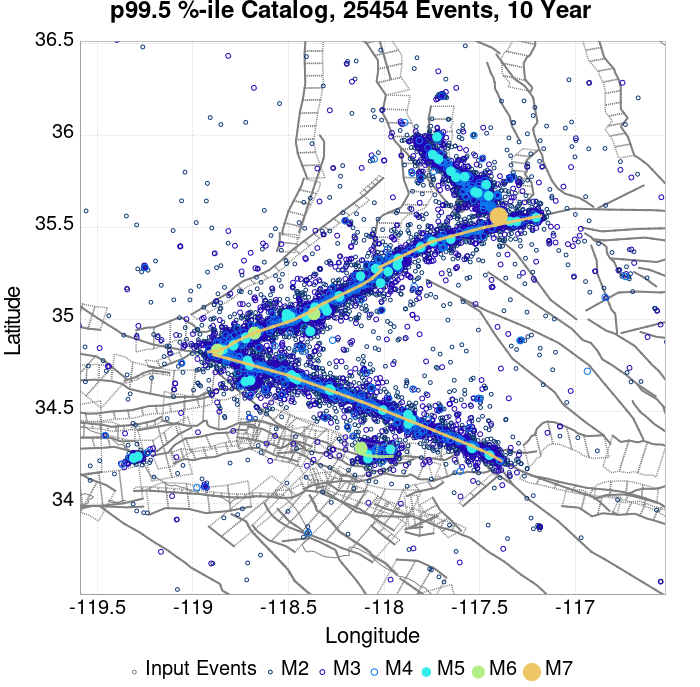 p99.5 %-ile Catalog, 25454 Events, 10 Year
36.5
36
35.5
35
34.5
34
Latitude
-119.5 -119 -118.5 -118 -117.5 -117
Longitude
Input Events M2 M3 M4 M5 M6 M7